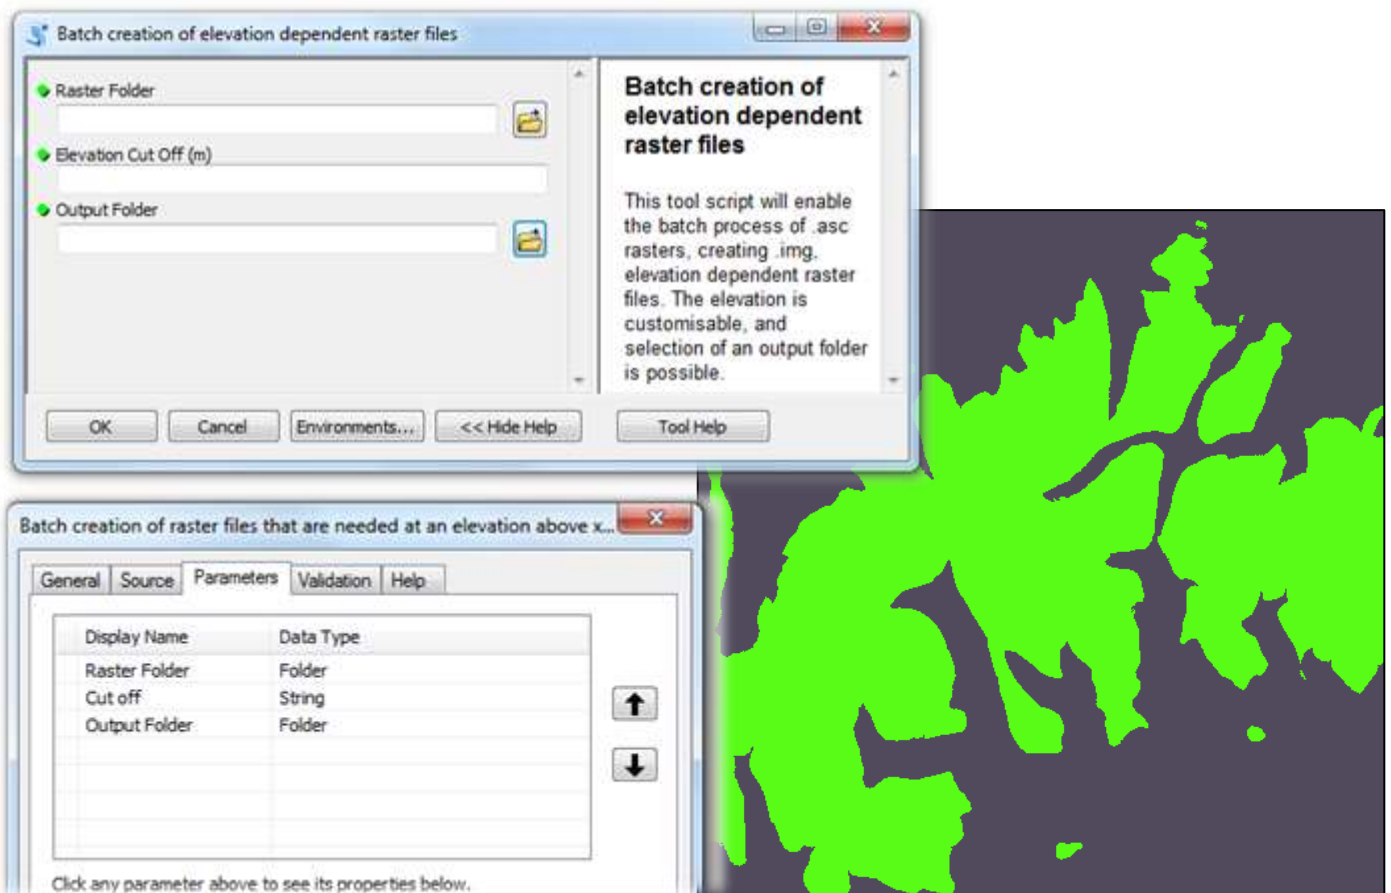 Batch creation of elevation dependent raster files
Raster Folder
Elevation Cut Off (m)
Output Folder
Batch creation of
elevation dependent
raster files
This tool script will enable
the batch process of .asc
rasters, creating .img,
elevation dependent raster
files. The elevation is
customisable, and
selection of an output folder
is possible.
OK
Cancel
Environments...
<< Hide Help
Tool Help
Batch creation of raster files that are needed at an elevation above x...
General
Source
Parameters
Validation
Help
Display Name Data Type
Raster Folder Folder
Cut off String
Output Folder Folder
Click any parameter above to see its properties below.